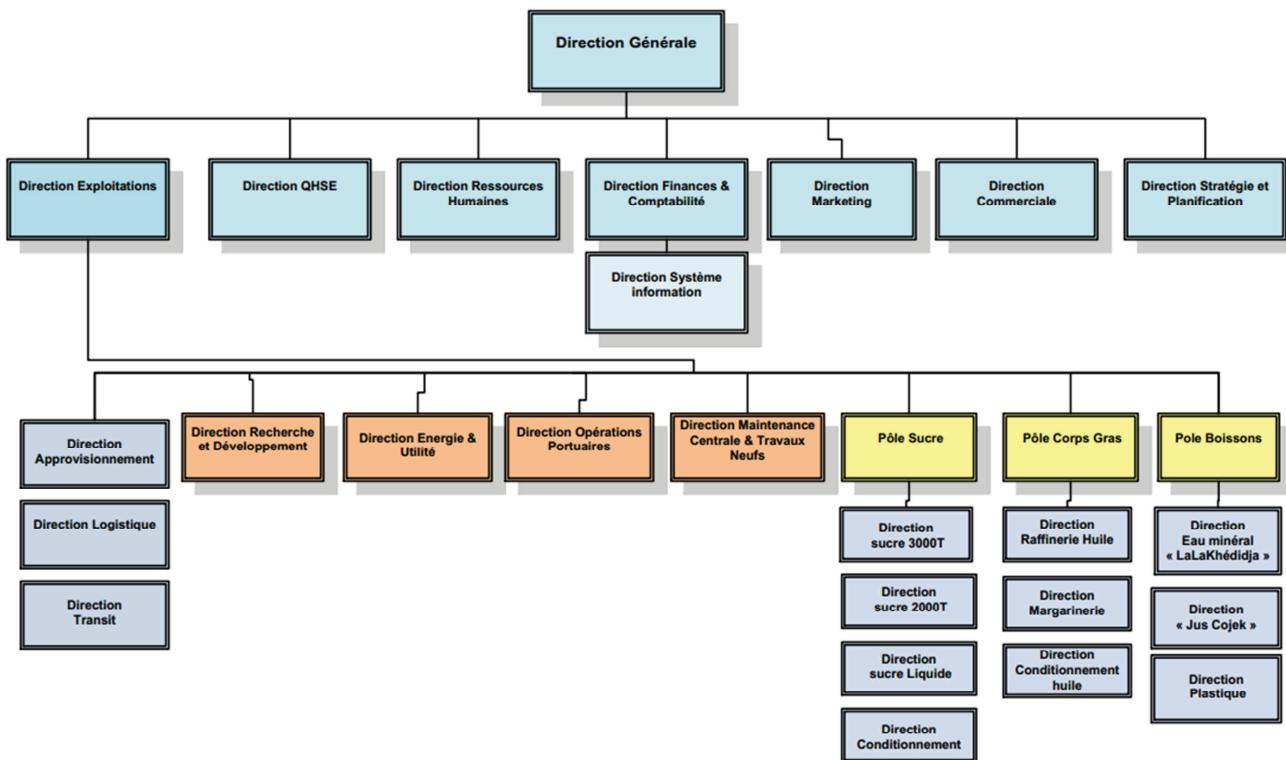 Direction Générale
Direction Exploitations
Direction QHSE
Direction Ressources
Humaines
Direction Finances &
Comptabilité
Direction
Marketing
Direction
Commerciale
Direction Stratégie et
Planification
Direction Système
information
Direction
Approvisionnement
Direction Recherche
et Développement
Direction Energie &
Utilité
Direction Opérations
Portuaires
Direction Maintenance
Centrale & Travaux
Neufs
Pôle Sucre
Pôle Corps Gras
Pole Boissons
Direction Logistique
Direction
Transit
Direction
sucre 3000T
Direction
sucre 2000T
Direction
sucre Liquide
Direction
Conditionnement
Direction
Raffinerie Huile
Direction
Margarinerie
Direction
Conditionnement
huile
Direction
Eau minéral
« LaLaKhédidja »
Direction
« Jus Cojek »
Direction
Plastique